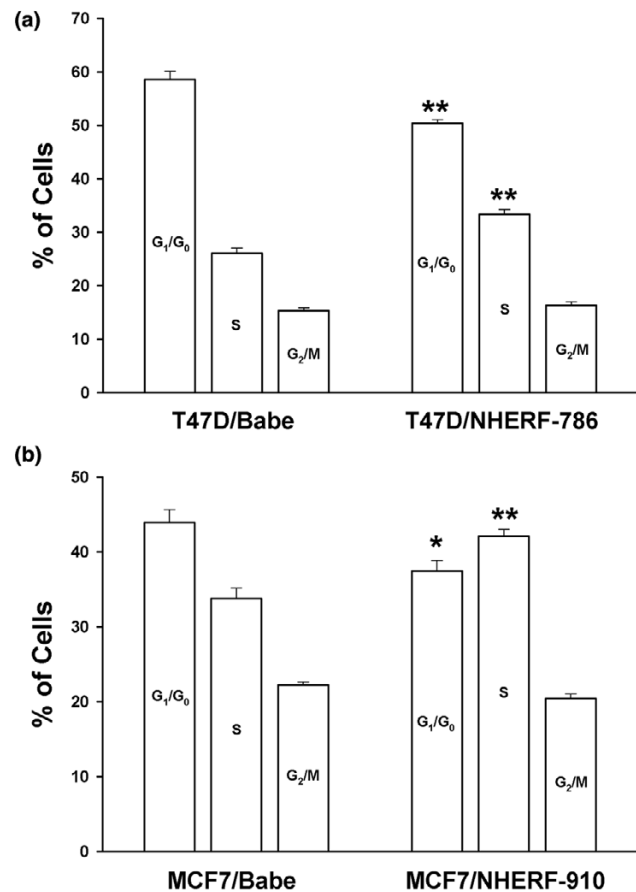 (a)
70
60
50
40
30
20
10
0
% of Cells
G₁/G₀
S
G₂/M
**
G₁/G₀
**
S
G₂/M
T47D/Babe
T47D/NHERF-786
(b)
50
40
30
20
10
0
% of Cells
G₁/G₀
S
G₂/M
*
G₁/G₀
**
S
G₂/M
MCF7/Babe
MCF7/NHERF-910